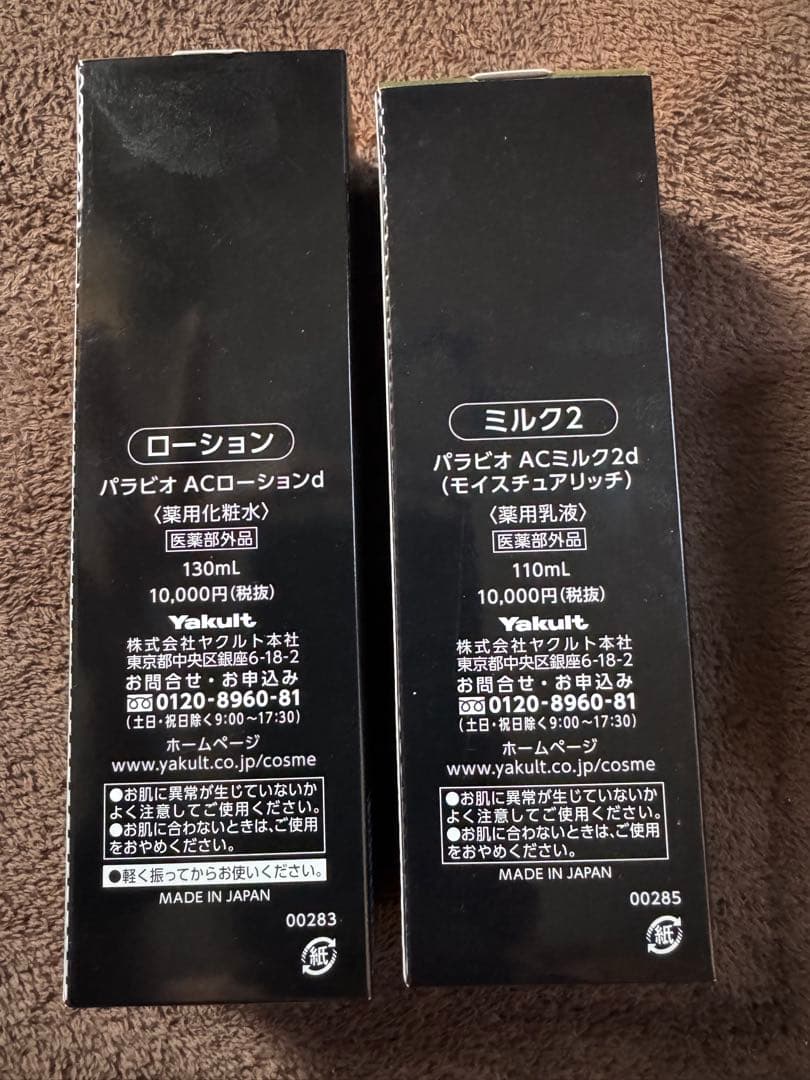 ローション
パラビオ ACローションd
〈薬用化粧水〉
医薬部外品
130mL
10,000円(税抜)
Yakult
株式会社ヤクルト本社
東京都中央区銀座6-18-2
お問合せ・お申込み
0120-8960-81
(土日・祝日除く9:00〜17:30)
ホームページ
www.yakult.co.jp/cosme
●お肌に異常が生じていないか
よく注意してご使用ください。
●お肌に合わないときは、ご使用
をおやめください。
●軽く振ってからお使いください。
MADE IN JAPAN
00283
紙
ミルク2
パラビオ ACミルク2d
(モイスチュアリッチ)
〈薬用乳液〉
医薬部外品
110mL
10,000円(税抜)
Yakult
株式会社ヤクルト本社
東京都中央区銀座6-18-2
お問合せ・お申込み
0120-8960-81
(土日・祝日除く9:00〜17:30)
ホームページ
www.yakult.co.jp/cosme
●お肌に異常が生じていないか
よく注意してご使用ください。
●お肌に合わないときは、ご使用
をおやめください。
MADE IN JAPAN
00285
紙